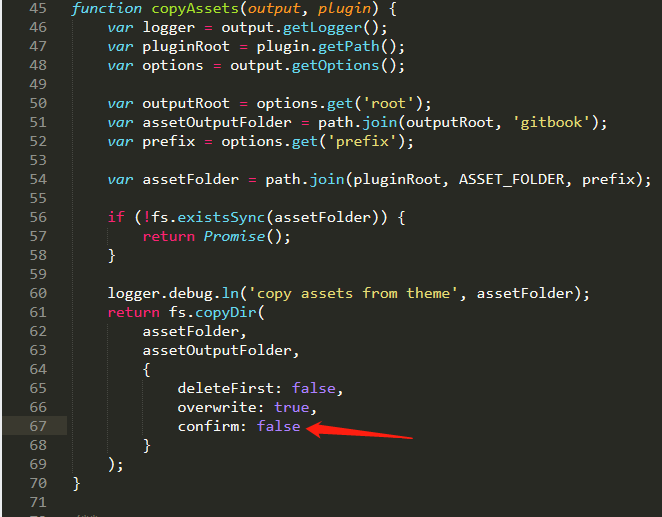 45 function copyAssets(output, plugin) {
46     var logger = output.getLogger();
47     var pluginRoot = plugin.getPath();
48     var options = output.getOptions();
49
50     var outputRoot = options.get('root');
51     var assetOutputFolder = path.join(outputRoot, 'gitbook');
52     var prefix = options.get('prefix');
53
54     var assetFolder = path.join(pluginRoot, ASSET_FOLDER, prefix);
55
56     if (!fs.existsSync(assetFolder)) {
57         return Promise();
58     }
59
60     logger.debug.ln('copy assets from theme', assetFolder);
61     return fs.copyDir(
62         assetFolder,
63         assetOutputFolder,
64         {
65             deleteFirst: false,
66             overwrite: true,
67             confirm: false
68         }
69     );
70 }
71